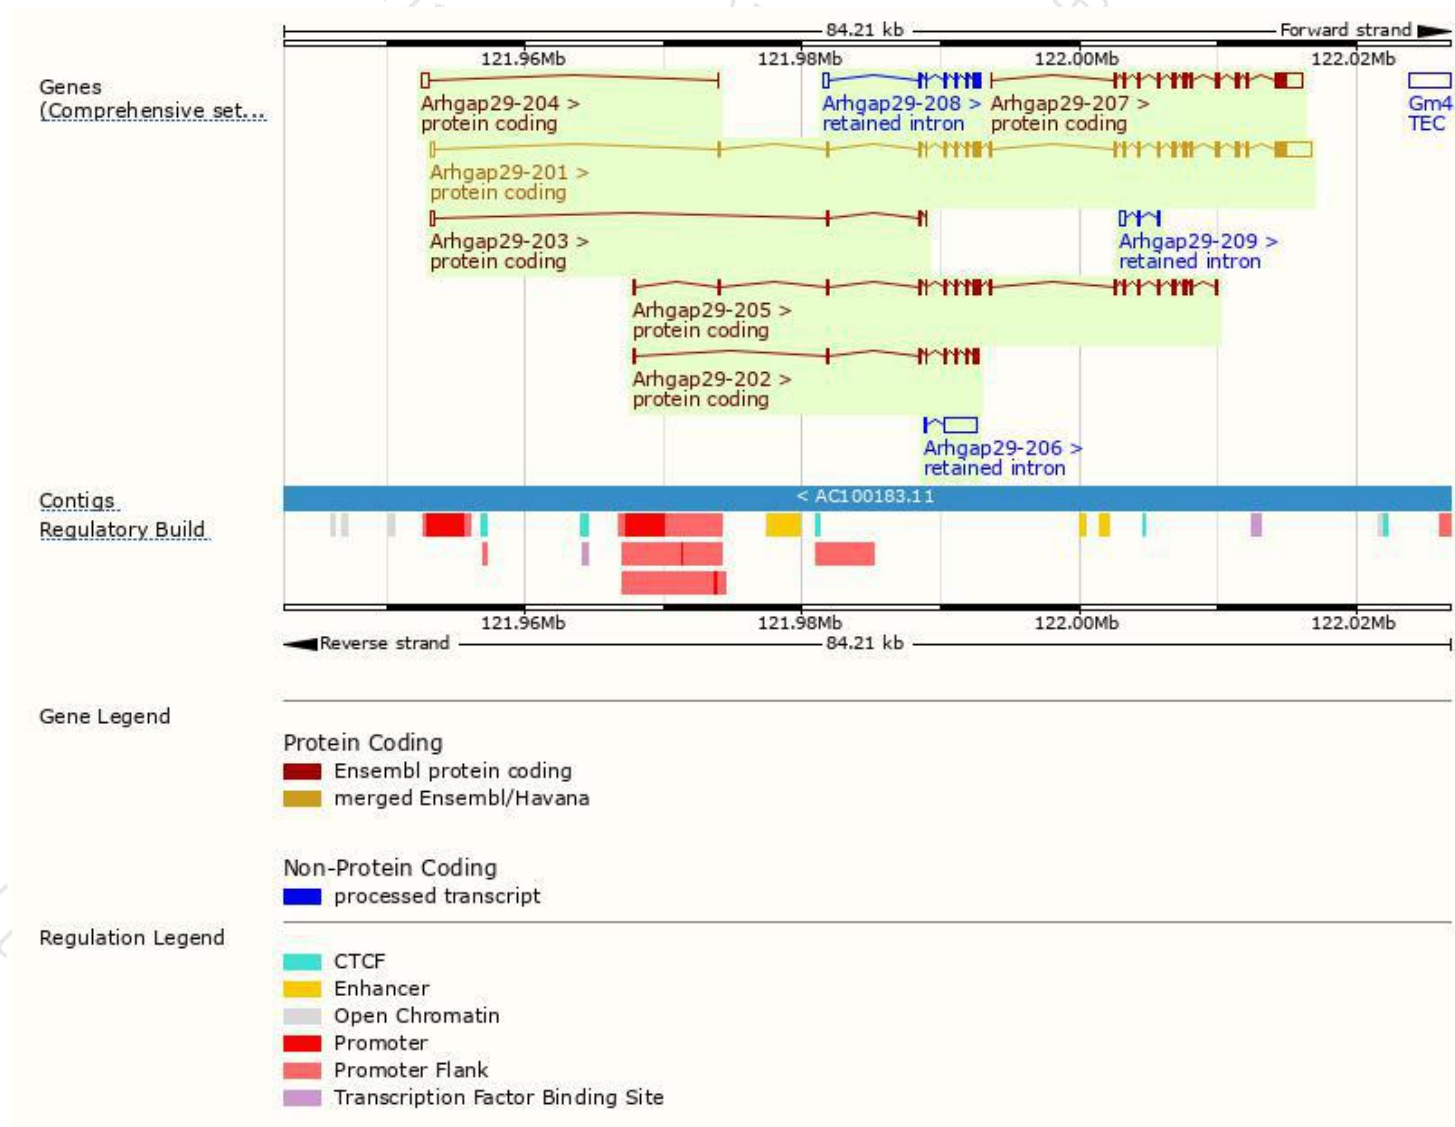 84.21 kb Forward strand
121.96Mb 121.98Mb 122.00Mb 122.02Mb
Genes
(Comprehensive set...
Arhgap29-204 >
protein coding
Arhgap29-208 >
retained intron
Arhgap29-207 >
protein coding
Gm4
TEC
Arhgap29-201 >
protein coding
Arhgap29-203 >
protein coding
Arhgap29-209 >
retained intron
Arhgap29-205 >
protein coding
Arhgap29-202 >
protein coding
Arhgap29-206 >
retained intron
Contigs
< AC100183.11
Regulatory Build
121.96Mb 121.98Mb 122.00Mb 122.02Mb
Reverse strand 84.21 kb
Gene Legend
Protein Coding
Ensembl protein coding
merged Ensembl/Havana
Non-Protein Coding
processed transcript
Regulation Legend
CTCF
Enhancer
Open Chromatin
Promoter
Promoter Flank
Transcription Factor Binding Site